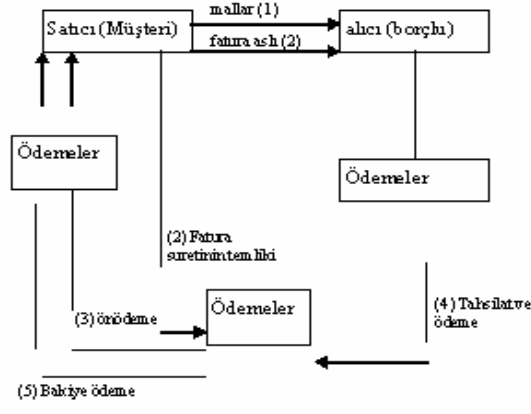 mallar (1)
Satıcı (Müşteri)
alıcı (borçlu)
fatura aslı (2)
Ödemeler
Ödemeler
(2) Fatura
suretinin temliki
Ödemeler
(3) önödeme
(4) Tahsilat ve
ödeme
(5) Bakiye ödeme